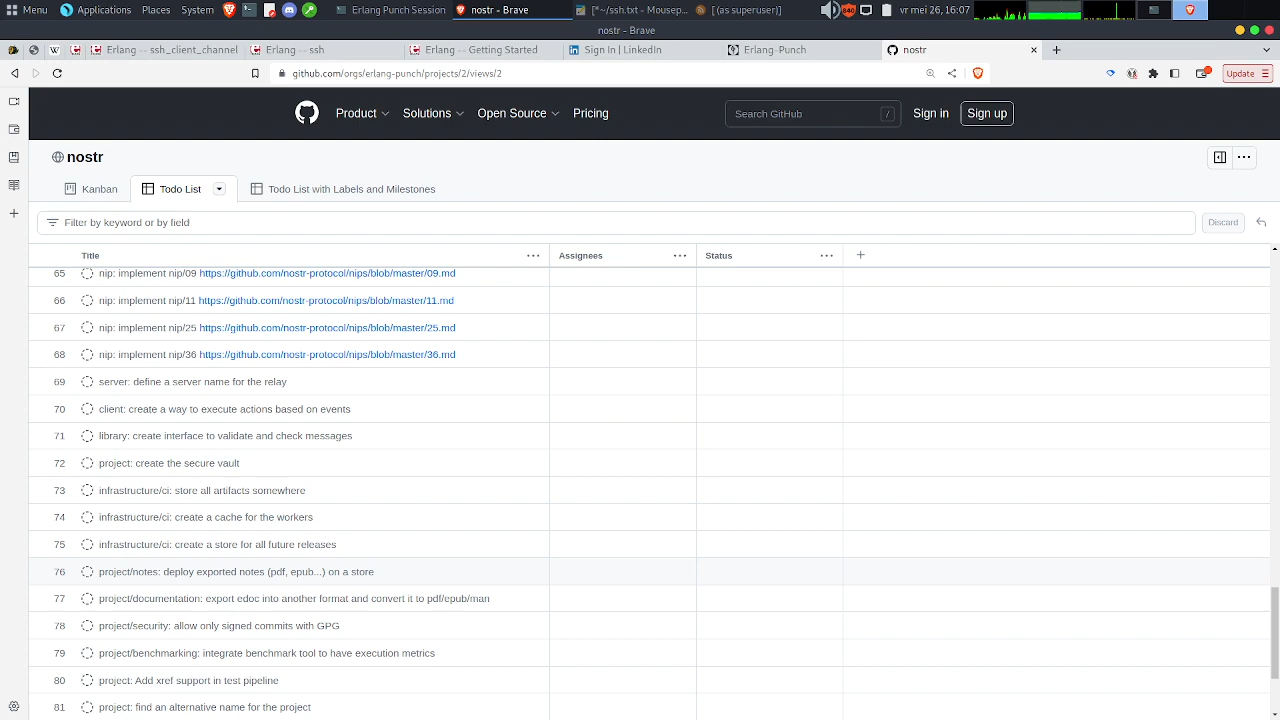 Menu Applications Places System Erlang Punch Session nostr - Brave [*~/ssh.txt - Mousep... [(as superuser)] 840 vr mei 26, 16:07
nostr - Brave
Erlang -- ssh_client_channel Erlang -- ssh Erlang -- Getting Started Sign In | LinkedIn Erlang-Punch nostr
github.com/orgs/erlang-punch/projects/2/views/2 Update
Product Solutions Open Source Pricing Search GitHub / Sign in Sign up
nostr
Kanban Todo List Todo List with Labels and Milestones
Filter by keyword or by field Discard
Title Assignees Status
65 nip: implement nip/09 https://github.com/nostr-protocol/nips/blob/master/09.md
66 nip: implement nip/11 https://github.com/nostr-protocol/nips/blob/master/11.md
67 nip: implement nip/25 https://github.com/nostr-protocol/nips/blob/master/25.md
68 nip: implement nip/36 https://github.com/nostr-protocol/nips/blob/master/36.md
69 server: define a server name for the relay
70 client: create a way to execute actions based on events
71 library: create interface to validate and check messages
72 project: create the secure vault
73 infrastructure/ci: store all artifacts somewhere
74 infrastructure/ci: create a cache for the workers
75 infrastructure/ci: create a store for all future releases
76 project/notes: deploy exported notes (pdf, epub...) on a store
77 project/documentation: export edoc into another format and convert it to pdf/epub/man
78 project/security: allow only signed commits with GPG
79 project/benchmarking: integrate benchmark tool to have execution metrics
80 project: Add xref support in test pipeline
81 project: find an alternative name for the project